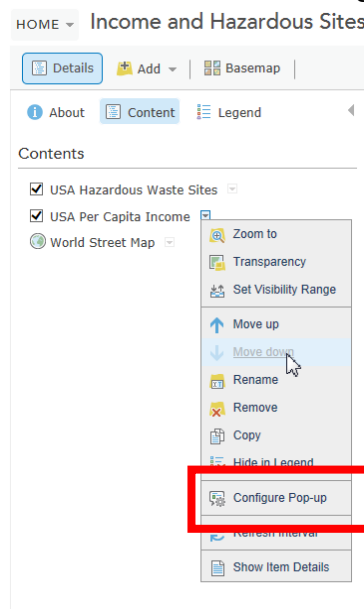 HOME Income and Hazardous Sites
Details Add Basemap
About Content Legend
Contents
USA Hazardous Waste Sites
USA Per Capita Income
World Street Map
Zoom to
Transparency
Set Visibility Range
Move up
Move down
Rename
Remove
Copy
Hide in Legend
Configure Pop-up
Refresh Interval
Show Item Details